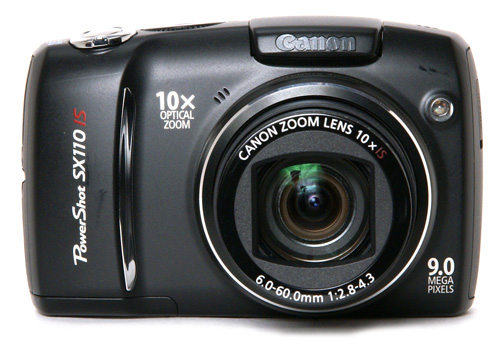 Canon
10x
OPTICAL
ZOOM
CANON ZOOM LENS 10x IS
PowerShot SX110 IS
6.0-60.0mm 1:2.8-4.3
9.0
MEGA
PIXELS